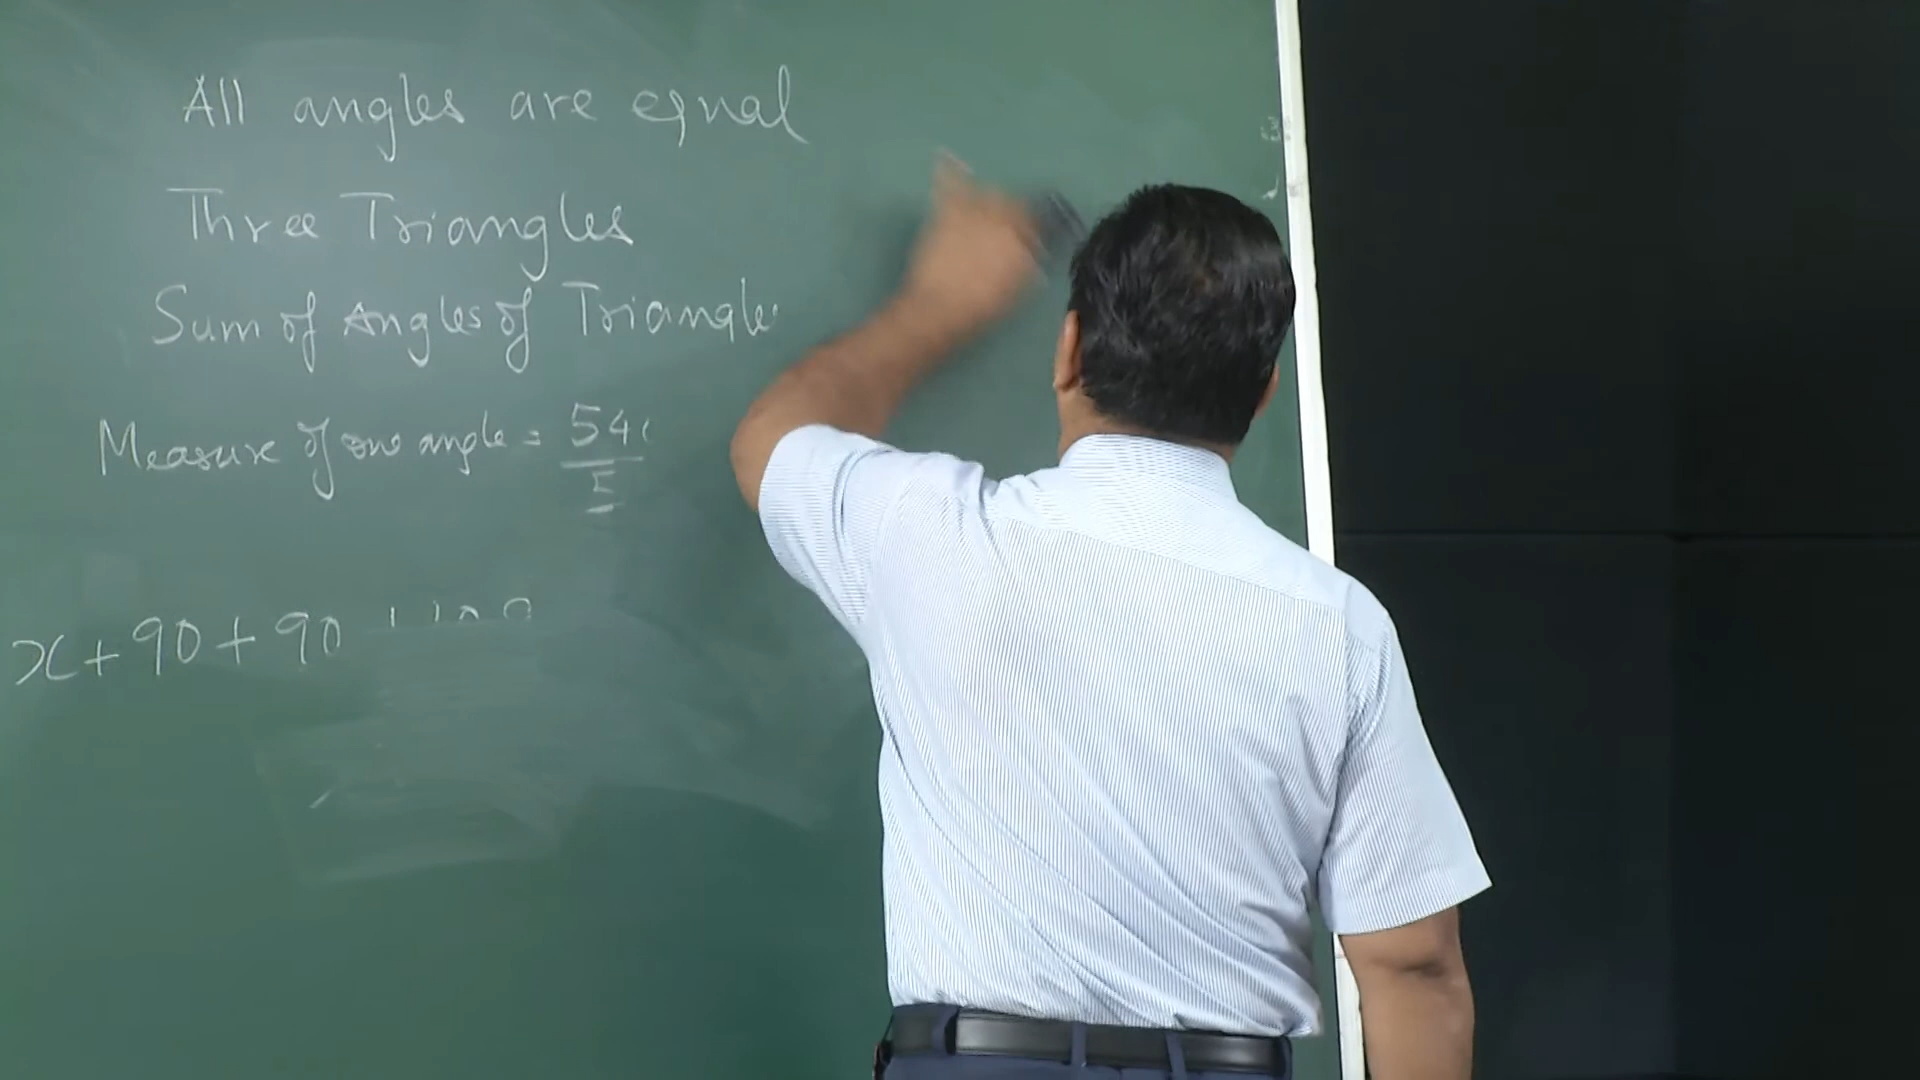 All angles are equal
Three Triangles
Sum of Angles of Triangle
Measure of one angle = 54
5
x + 90 + 90